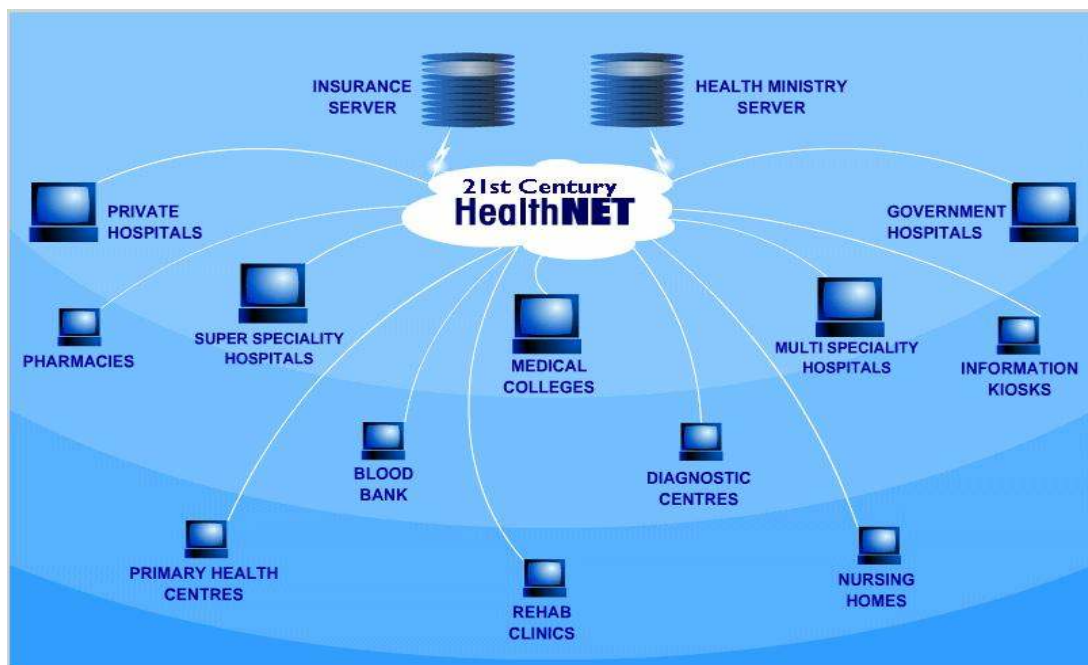 INSURANCE
SERVER
HEALTH MINISTRY
SERVER
21st Century
HealthNET
PRIVATE
HOSPITALS
GOVERNMENT
HOSPITALS
PHARMACIES
SUPER SPECIALITY
HOSPITALS
MEDICAL
COLLEGES
MULTI SPECIALITY
HOSPITALS
INFORMATION
KIOSKS
BLOOD
BANK
DIAGNOSTIC
CENTRES
PRIMARY HEALTH
CENTRES
REHAB
CLINICS
NURSING
HOMES